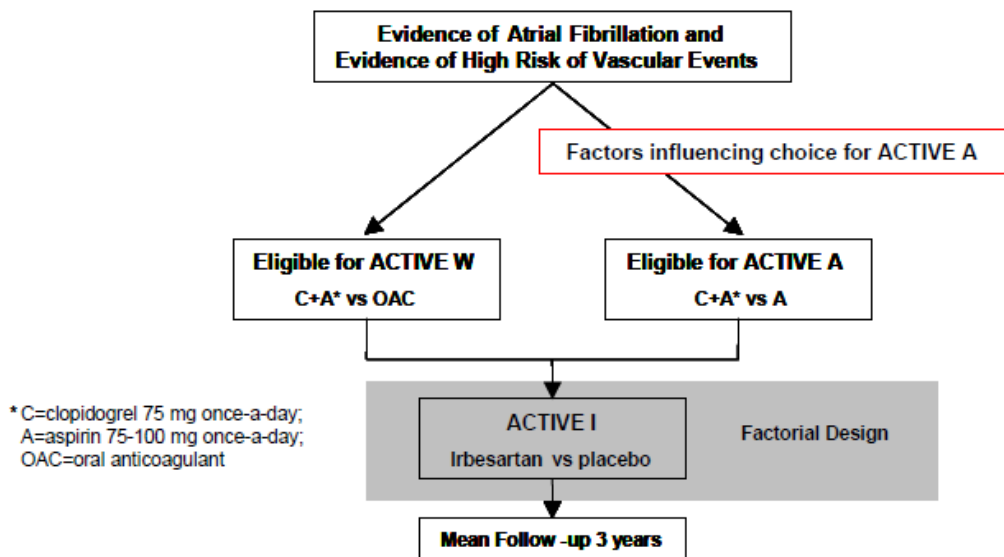 Evidence of Atrial Fibrillation and
Evidence of High Risk of Vascular Events
Factors influencing choice for ACTIVE A
Eligible for ACTIVE W
C+A* vs OAC
Eligible for ACTIVE A
C+A* vs A
* C=clopidogrel 75 mg once-a-day;
A=aspirin 75-100 mg once-a-day;
OAC=oral anticoagulant
ACTIVE I
Irbesartan vs placebo
Factorial Design
Mean Follow -up 3 years